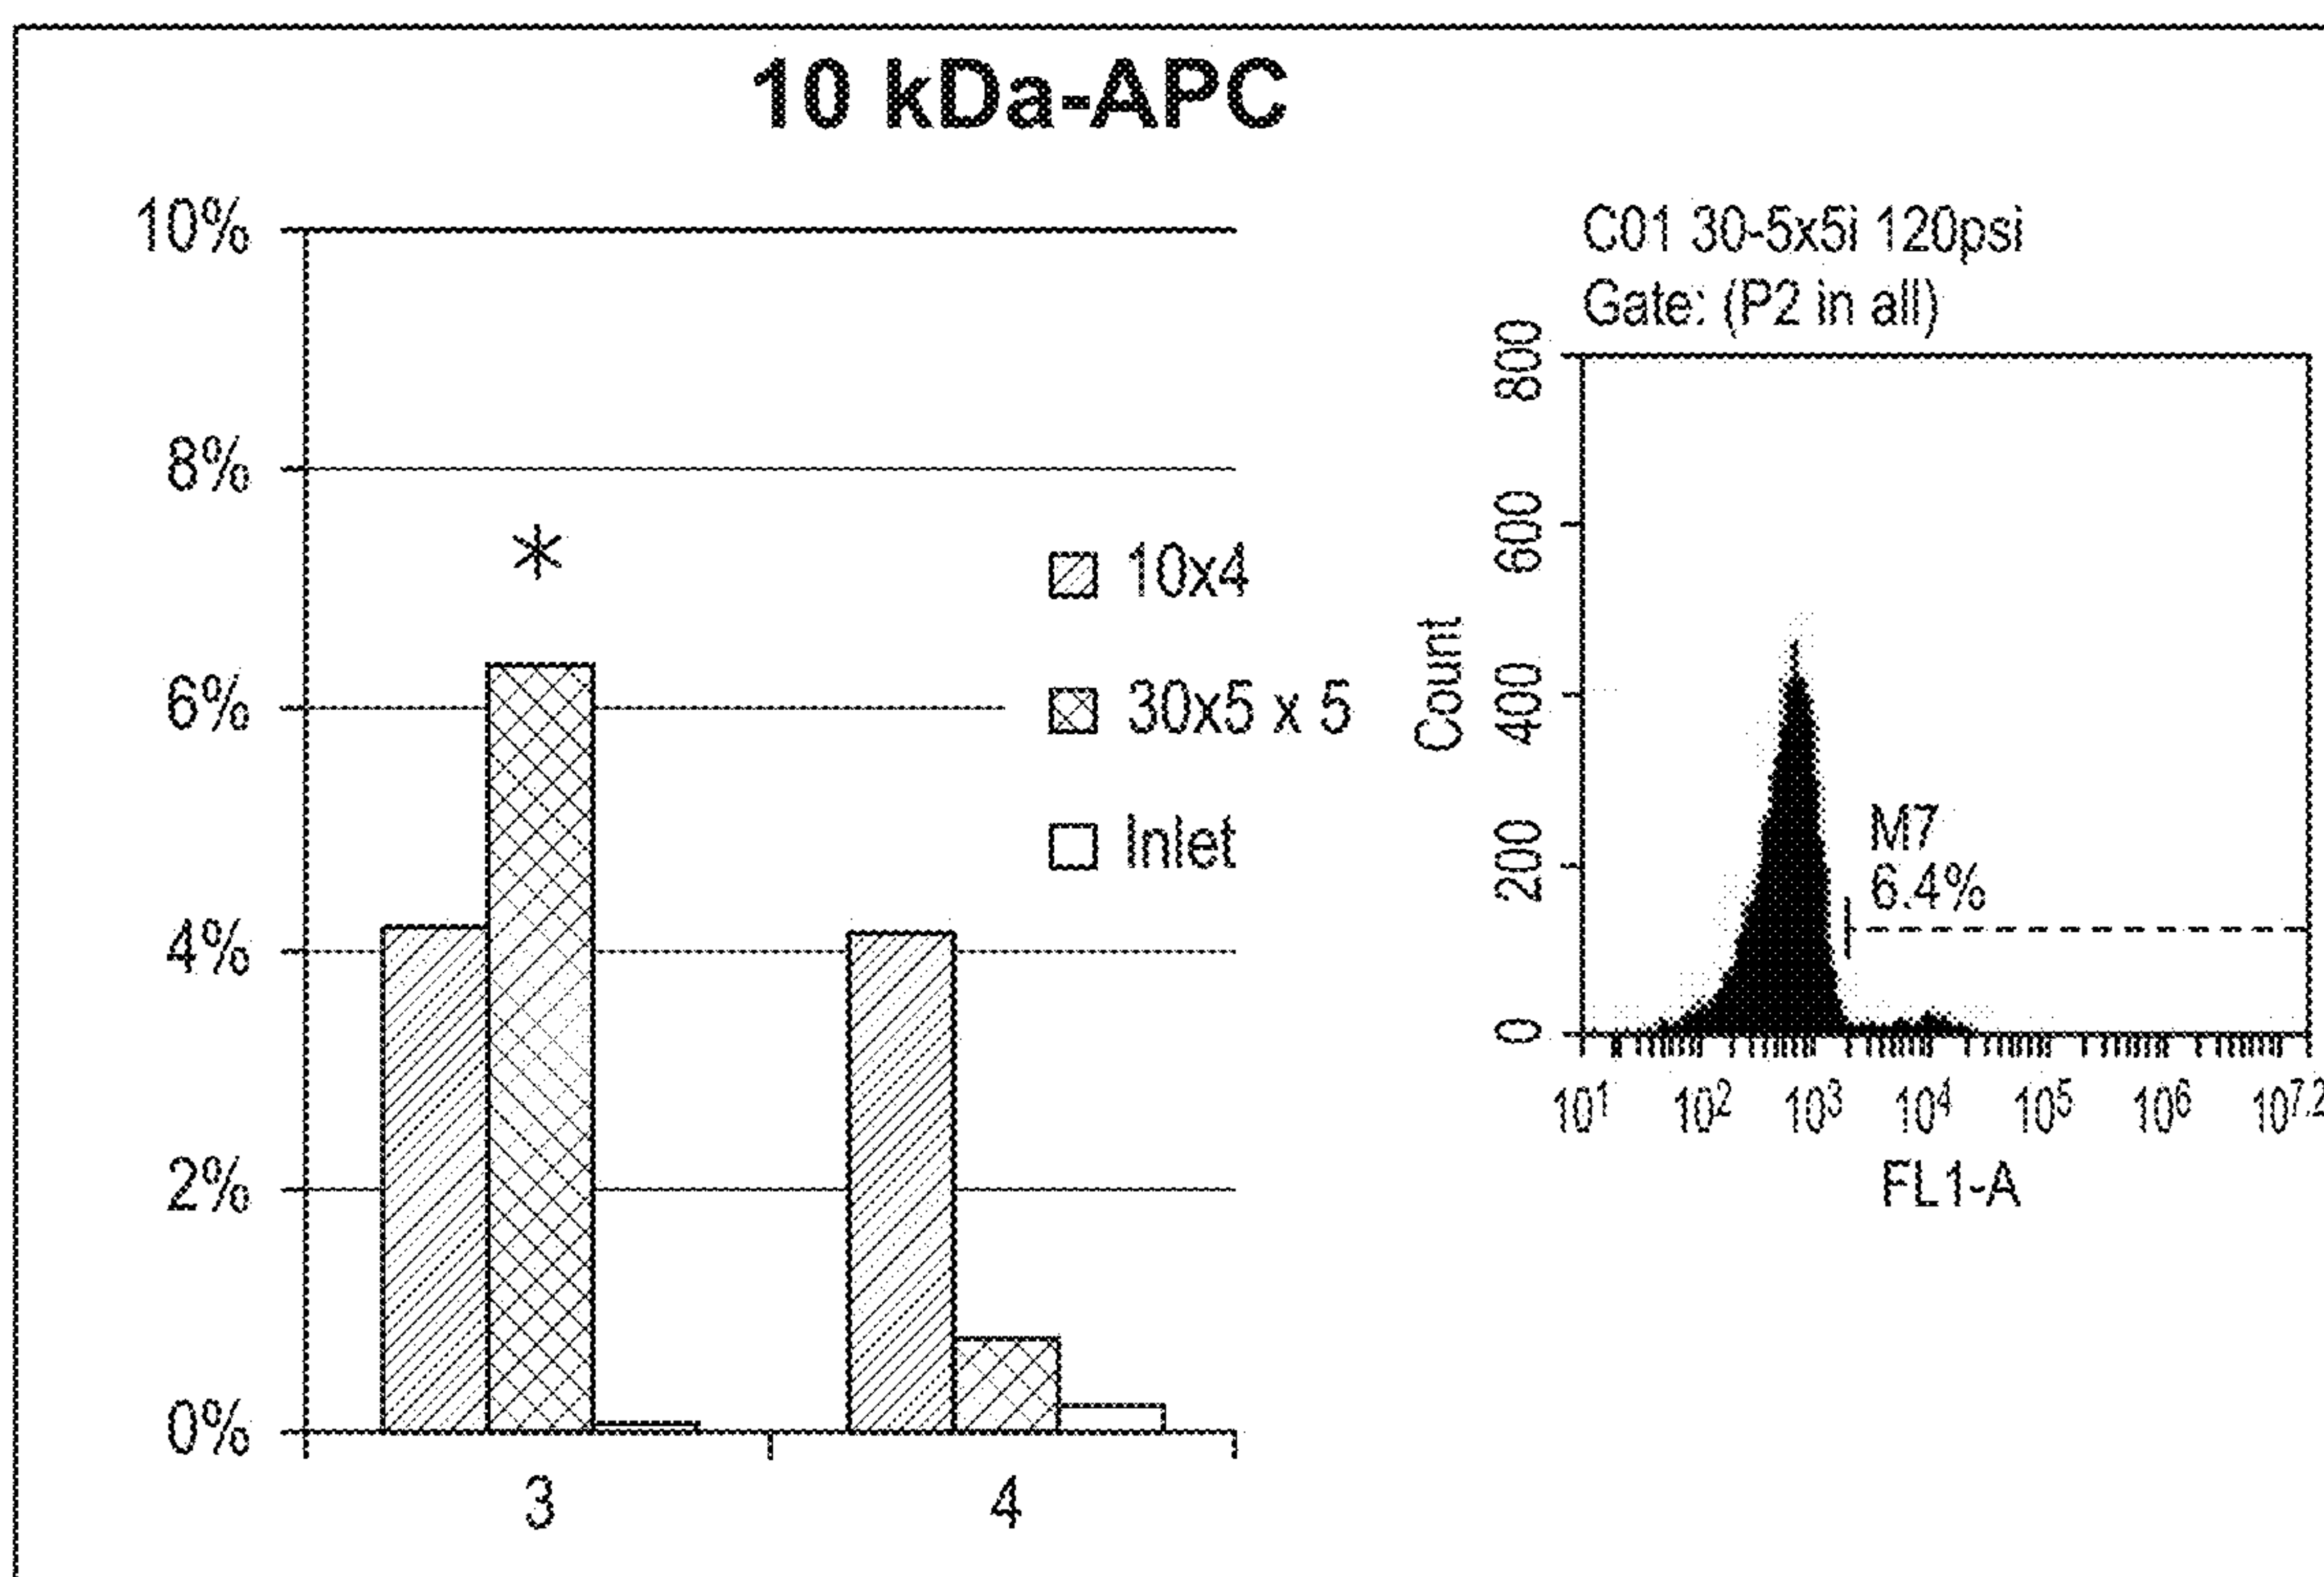 10 kDa-APC
10%
8%
6%
4%
2%
0%
*
10x4
30x5 x 5
Inlet
3
4
C01 30-5x5i 120psi
Gate: (P2 in all)
Count
800
600
400
200
0
M7
6.4%
10¹ 10² 10³ 10⁴ 10⁵ 10⁶ 10⁷·²
FL1-A